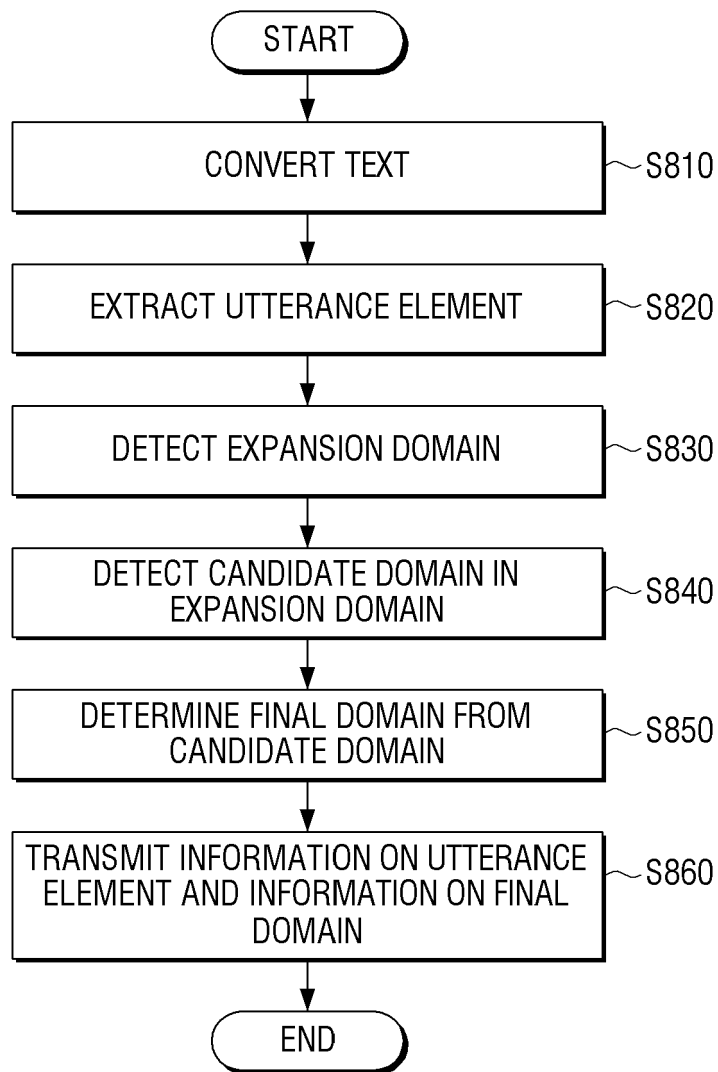 START
CONVERT TEXT
S810
EXTRACT UTTERANCE ELEMENT
S820
DETECT EXPANSION DOMAIN
S830
DETECT CANDIDATE DOMAIN IN
EXPANSION DOMAIN
S840
DETERMINE FINAL DOMAIN FROM
CANDIDATE DOMAIN
S850
TRANSMIT INFORMATION ON UTTERANCE
ELEMENT AND INFORMATION ON FINAL
DOMAIN
S860
END